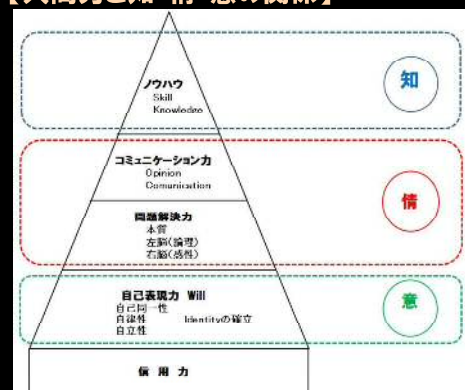 【人間力と知・情・意の関係】
ノウハウ
Skill
Knowledge
知
コミュニケーション力
Opinion
Comunication
問題解決力
本質
左脳(論理)
右脳(感性)
情
自己表現力 Will
自己同一性
自律性 Identityの確立
自立性
意
信用力